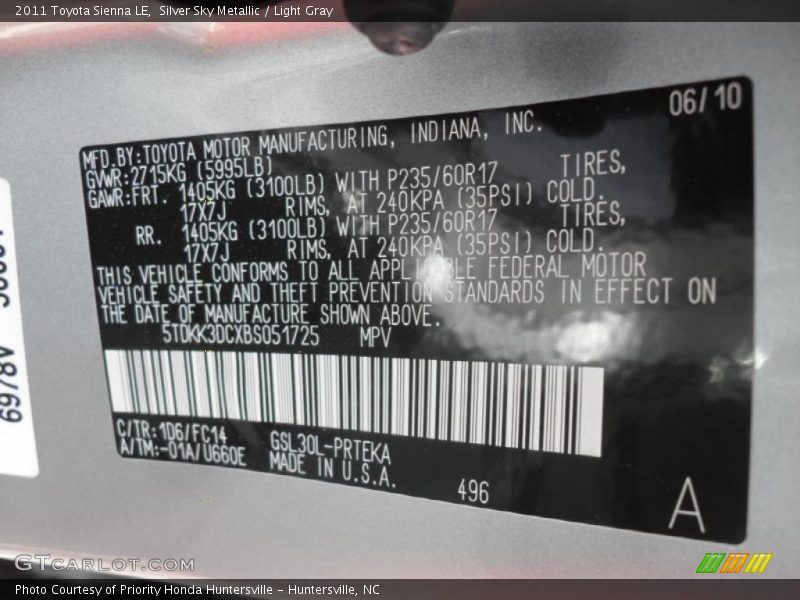 2011 Toyota Sienna LE, Silver Sky Metallic / Light Gray
06/10
MFD.BY:TOYOTA MOTOR MANUFACTURING, INDIANA, INC.
GVWR:2715KG (5995LB)
GAWR:FRT. 1405KG (3100LB) WITH P235/60R17 TIRES,
17X7J RIMS, AT 240KPA (35PSI) COLD.
RR. 1405KG (3100LB) WITH P235/60R17 TIRES,
17X7J RIMS, AT 240KPA (35PSI) COLD.
THIS VEHICLE CONFORMS TO ALL FEDERAL MOTOR
VEHICLE SAFETY AND THEFT PREVENTION STANDARDS IN EFFECT ON
THE DATE OF MANUFACTURE SHOWN ABOVE.
5TDKK3DCXBS051725 MPV
C/TR:1D6/FC14
A/TM:-01A/U660E
GSL30L-PRTEKA
MADE IN U.S.A.
496
A
6978V
GTCARLOT.COM
Photo Courtesy of Priority Honda Huntersville - Huntersville, NC